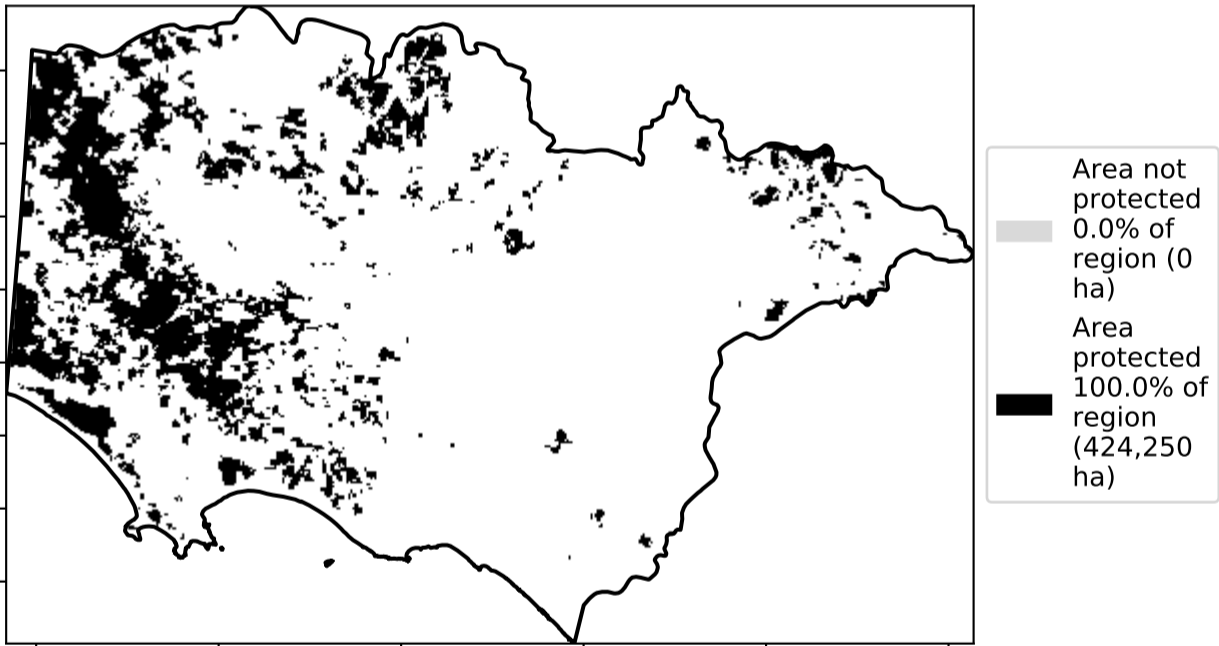 Area not
protected
0.0% of
region (0
ha)
Area
protected
100.0% of
region
(424,250
ha)